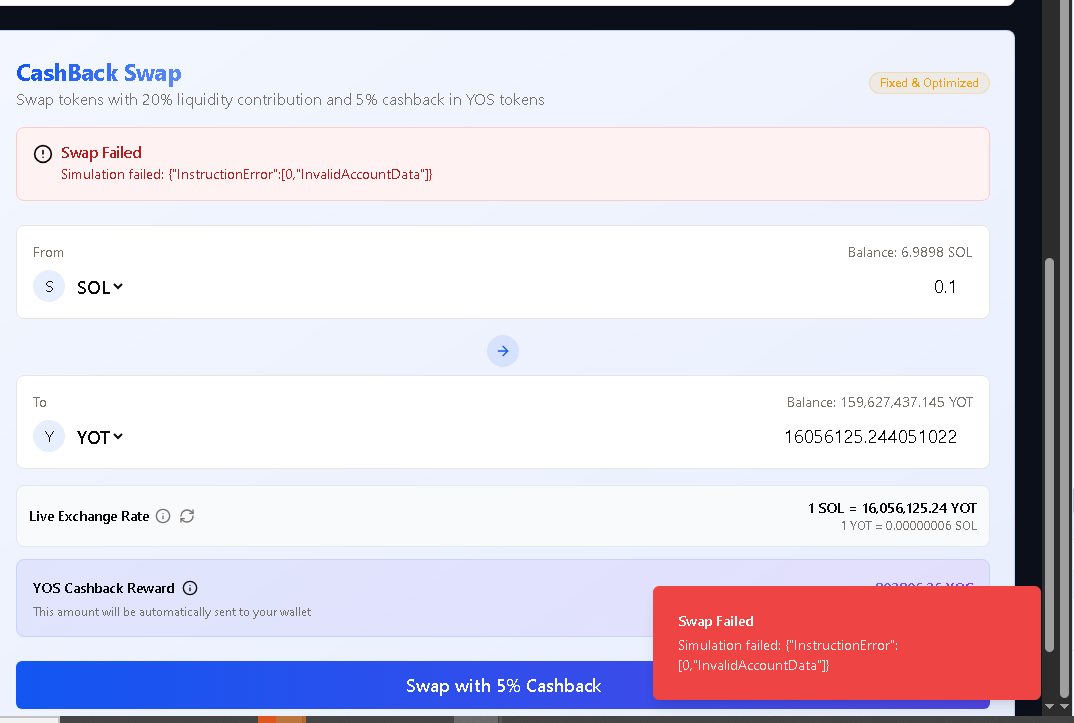 CashBack Swap
Swap tokens with 20% liquidity contribution and 5% cashback in YOS tokens
Fixed & Optimized
Swap Failed
Simulation failed: {"InstructionError":[0,"InvalidAccountData"]}
From
Balance: 6.9898 SOL
S SOL
0.1
To
Balance: 159,627,437.145 YOT
Y YOT
16056125.244051022
Live Exchange Rate
1 SOL = 16,056,125.24 YOT
1 YOT = 0.00000006 SOL
YOS Cashback Reward
This amount will be automatically sent to your wallet
Swap Failed
Simulation failed: {"InstructionError":
[0,"InvalidAccountData"]}
Swap with 5% Cashback